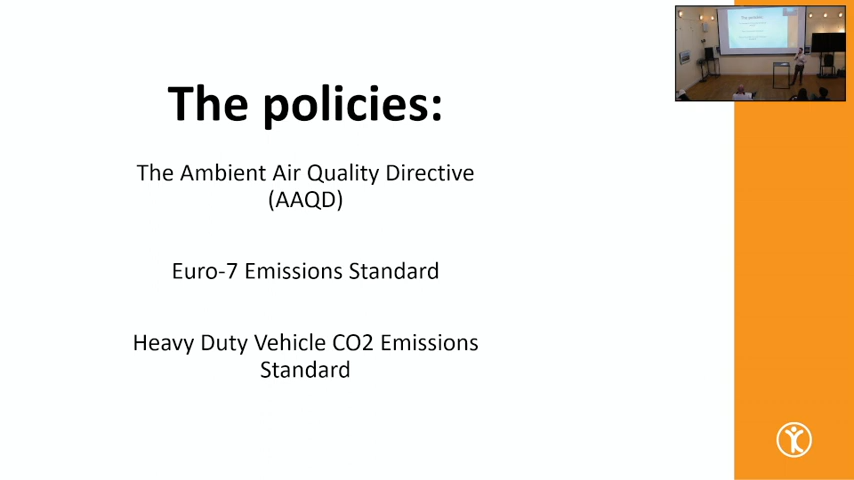 The policies:
The Ambient Air Quality Directive
(AAQD)
Euro-7 Emissions Standard
Heavy Duty Vehicle CO2 Emissions
Standard